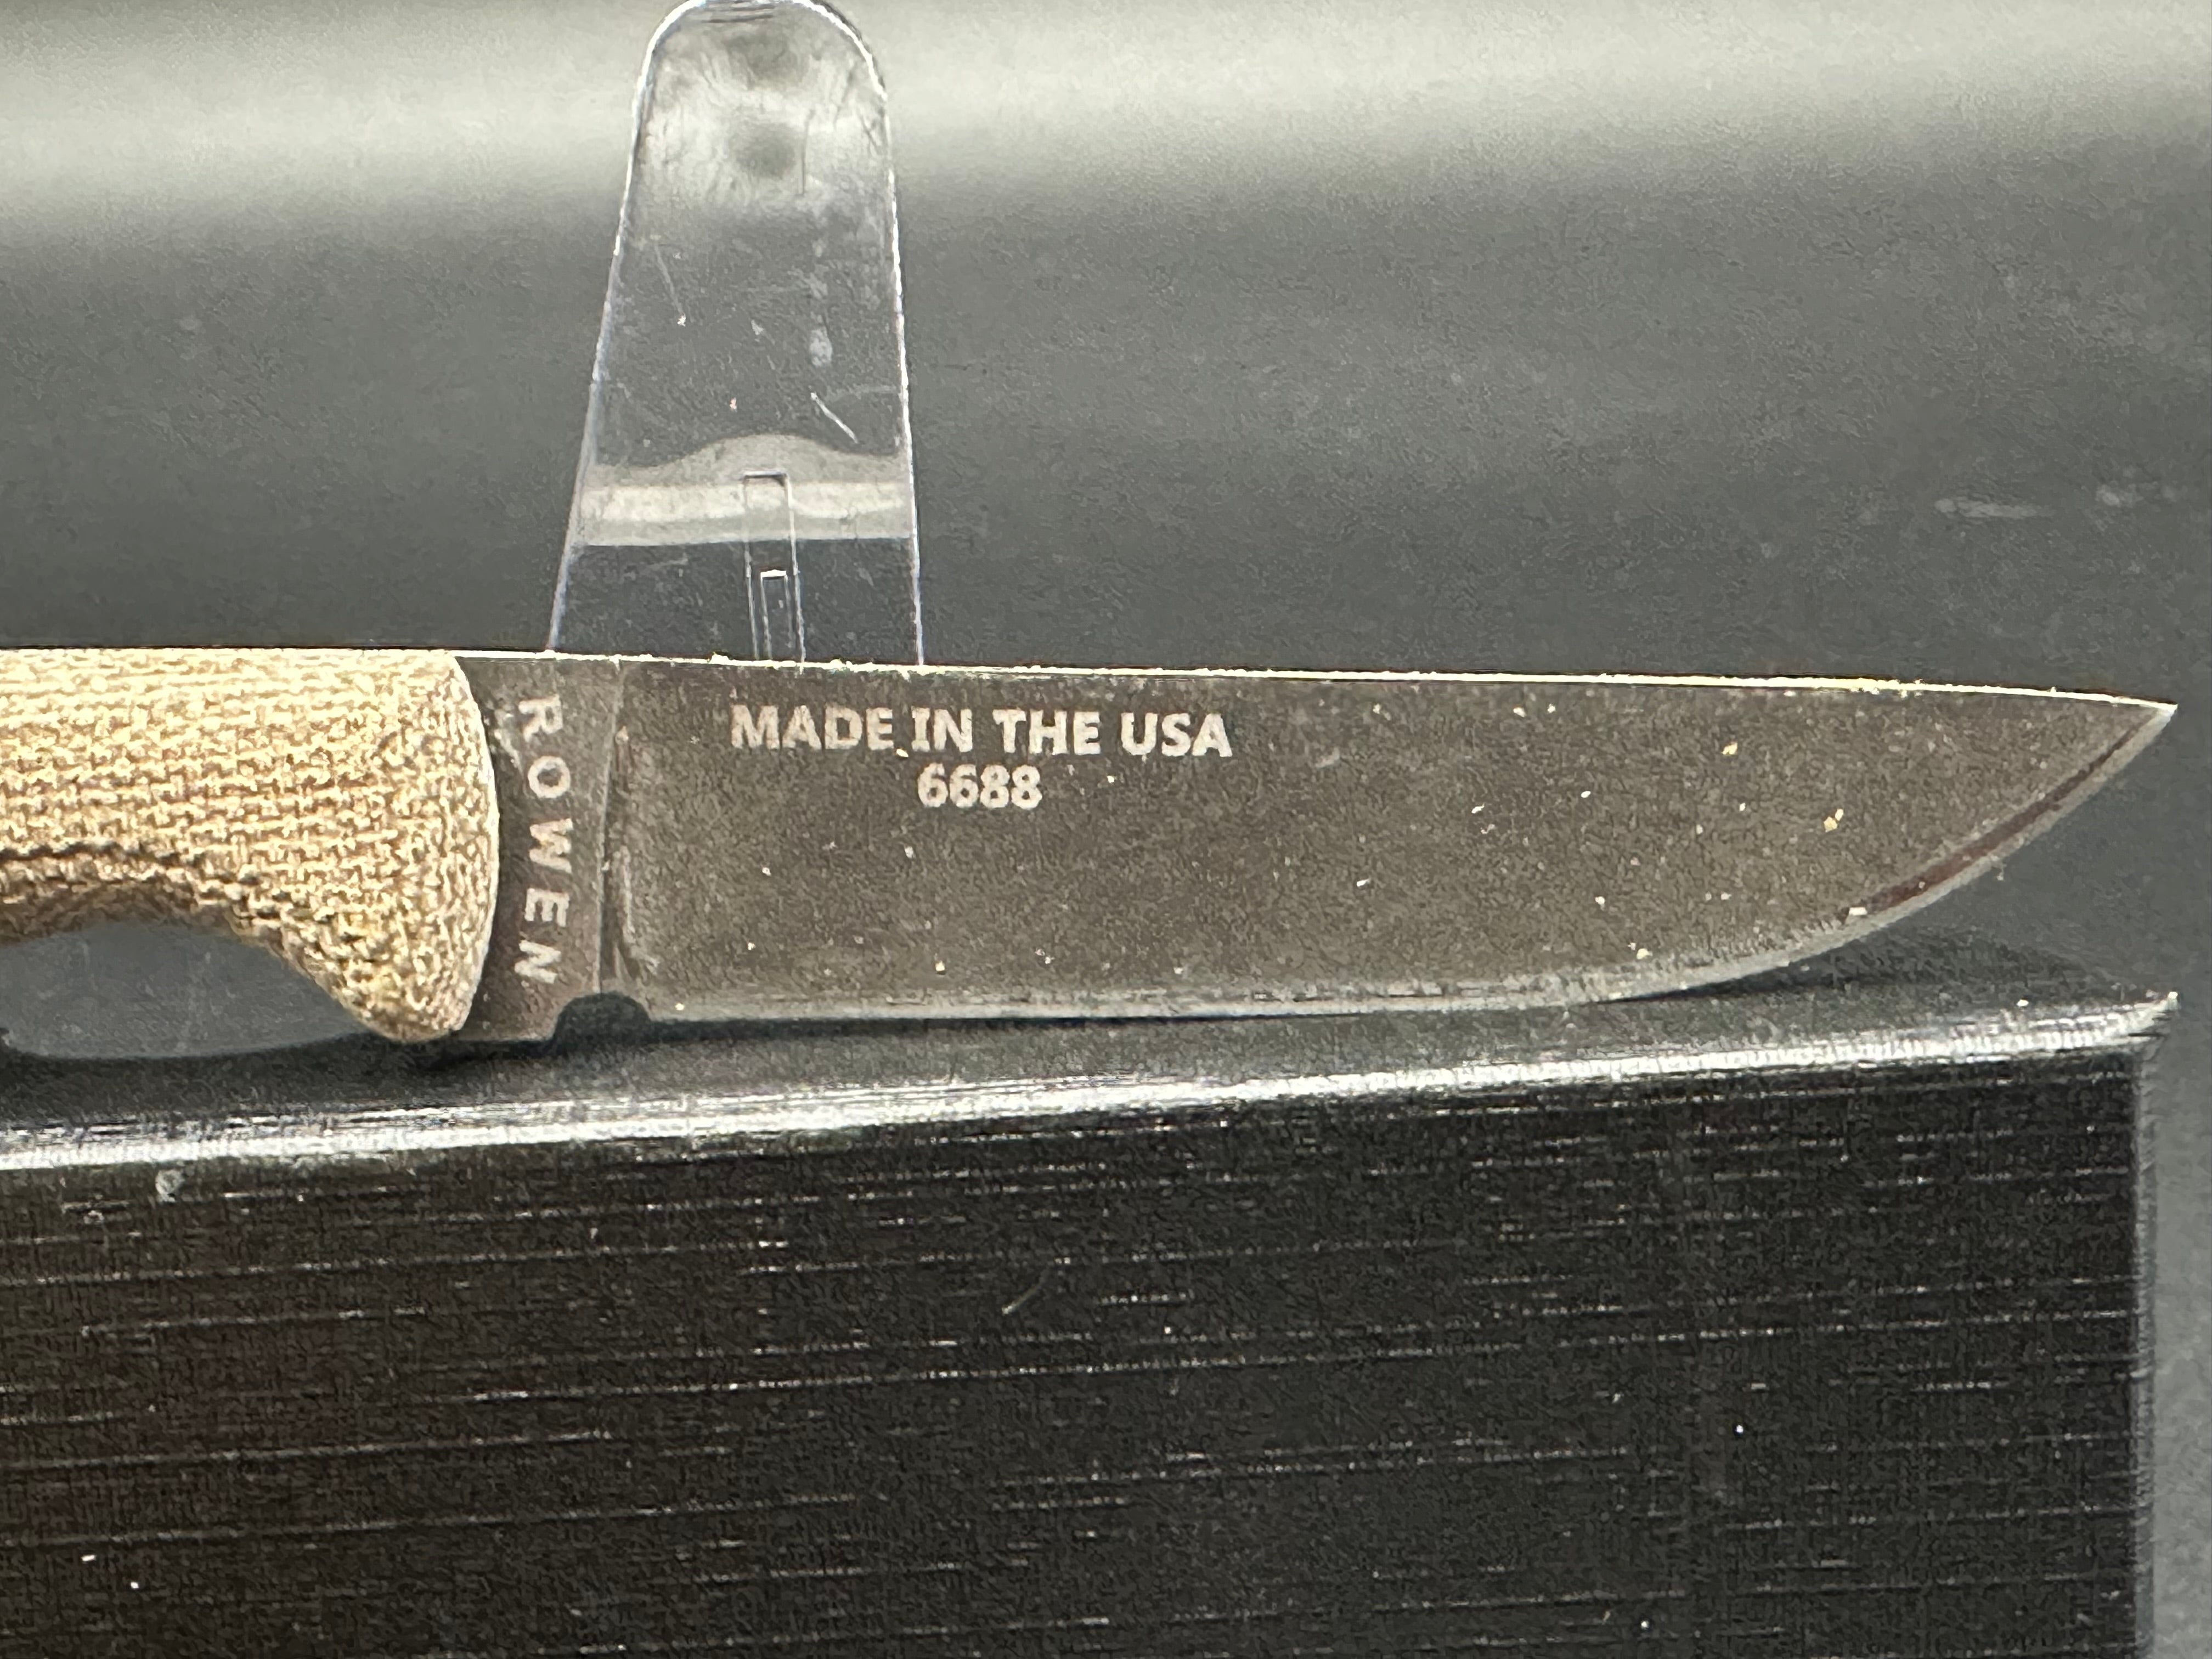 ROWEN
MADE IN THE USA
6688